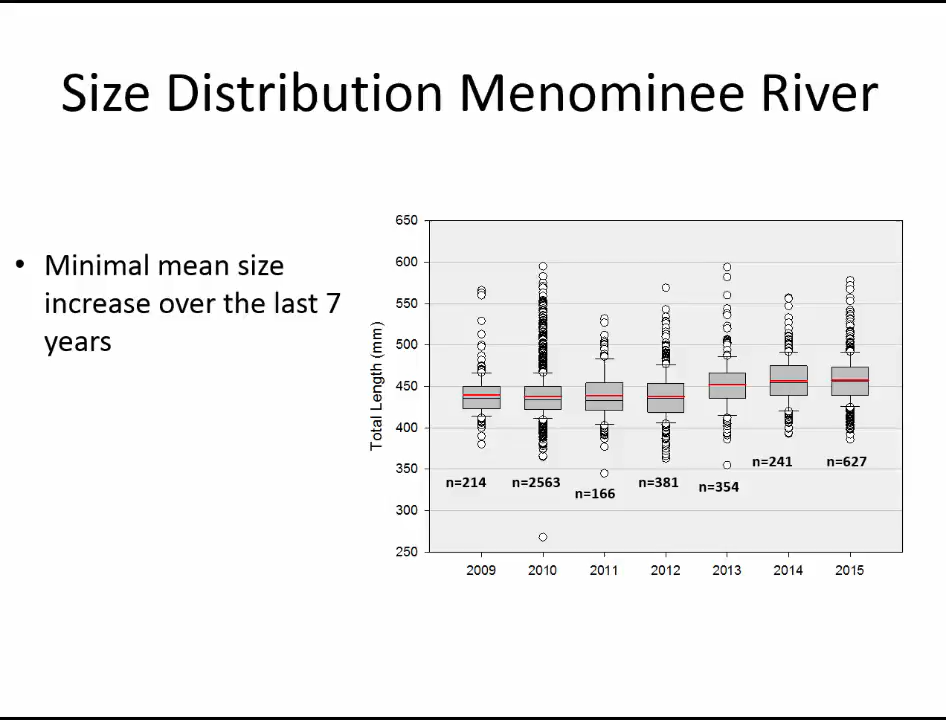 Size Distribution Menominee River
• Minimal mean size
increase over the last 7
years
Total Length (mm)
650
600
550
500
450
400
350
300
250
n=214
n=2563
n=166
n=381
n=354
n=241
n=627
2009
2010
2011
2012
2013
2014
2015